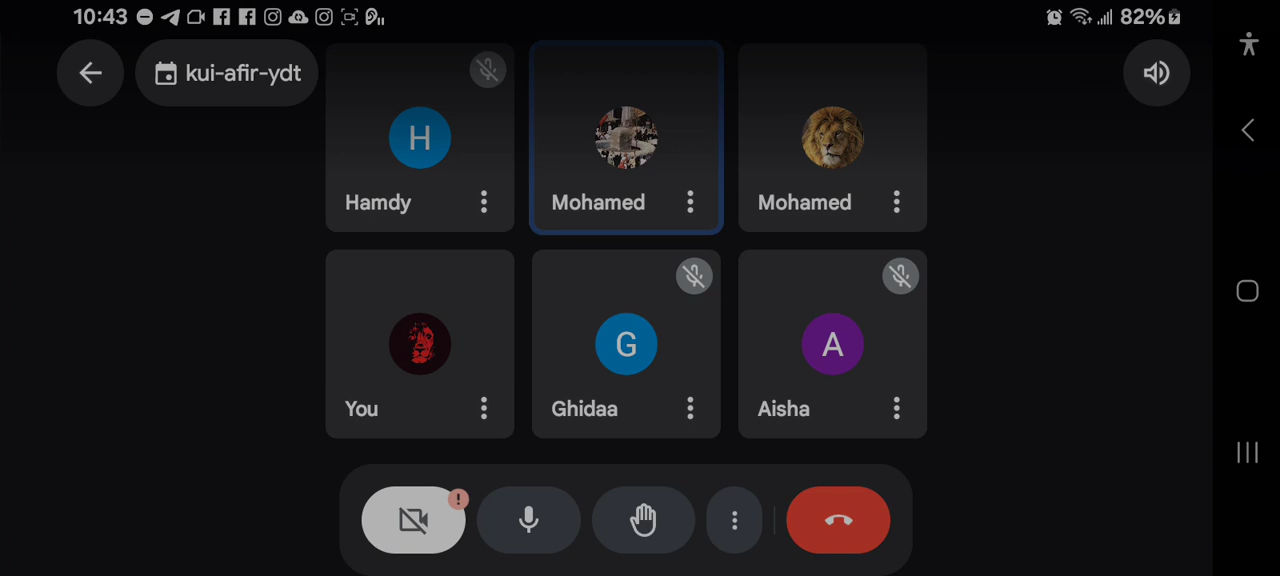 10:43
82%
kui-afir-ydt
H
Hamdy
Mohamed
Mohamed
You
G
Ghidaa
A
Aisha
!